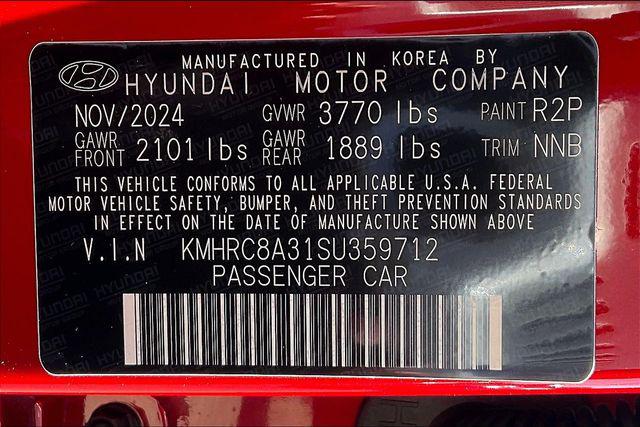 MANUFACTURED IN KOREA BY
HYUNDAI MOTOR COMPANY
NOV/2024 GVWR 3770 lbs PAINT R2P
GAWR FRONT 2101 lbs GAWR REAR 1889 lbs TRIM NNB
THIS VEHICLE CONFORMS TO ALL APPLICABLE U.S.A. FEDERAL
MOTOR VEHICLE SAFETY, BUMPER, AND THEFT PREVENTION STANDARDS
IN EFFECT ON THE DATE OF MANUFACTURE SHOWN ABOVE
V.I.N KMHRC8A31SU359712
PASSENGER CAR